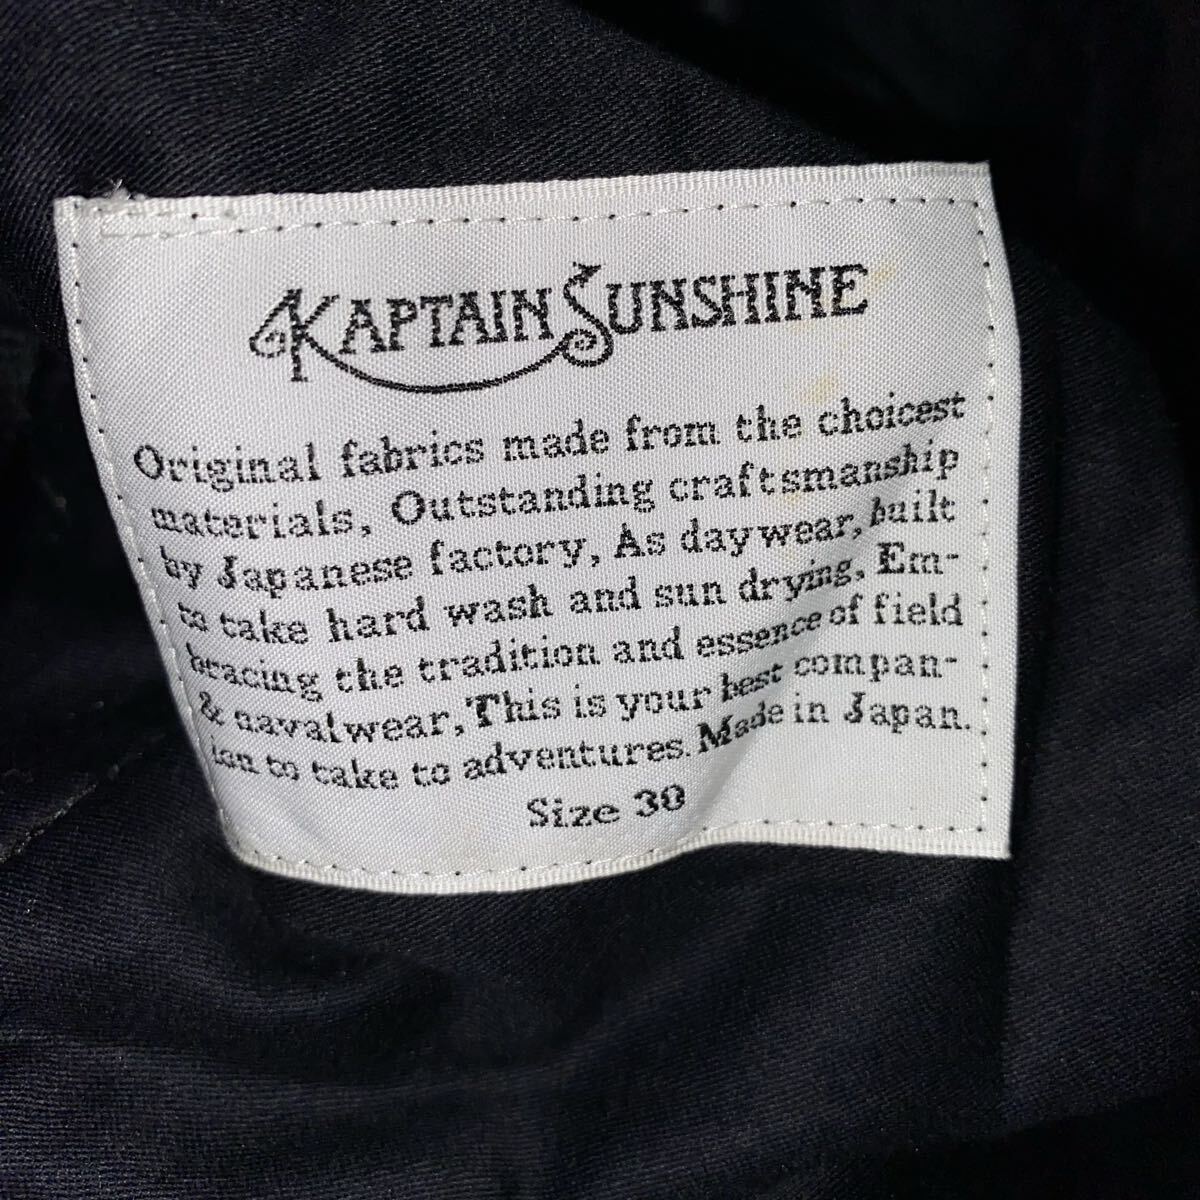 KAPTAIN SUNSHINE
Original fabrics made from the choicest
materials, Outstanding craftsmanship
by Japanese factory, As daywear, built
to take hard wash and sun drying, Em-
bracing the tradition and essence of field
& navalwear, This is your best compan-
ion to take to adventures. Made in Japan.
Size 30